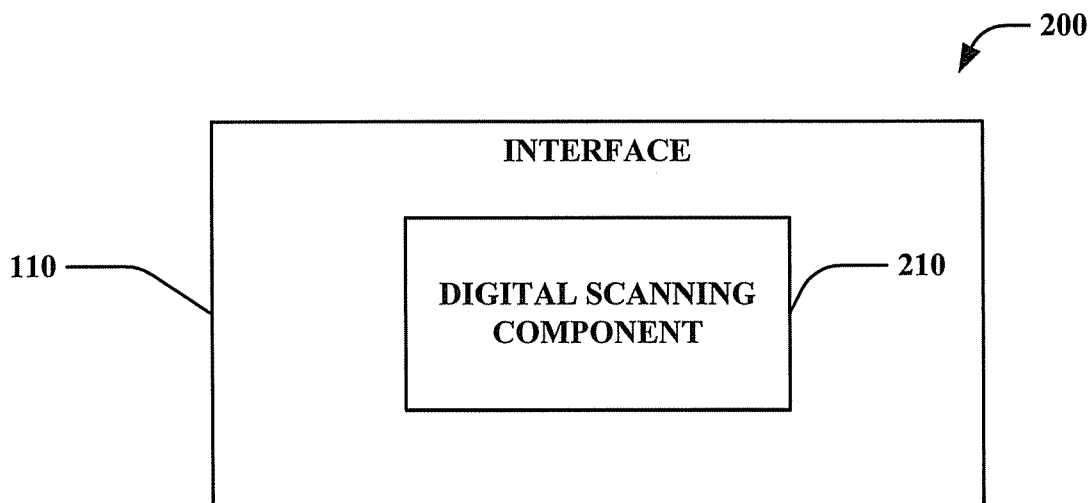 200
INTERFACE
110
210
DIGITAL SCANNING
COMPONENT